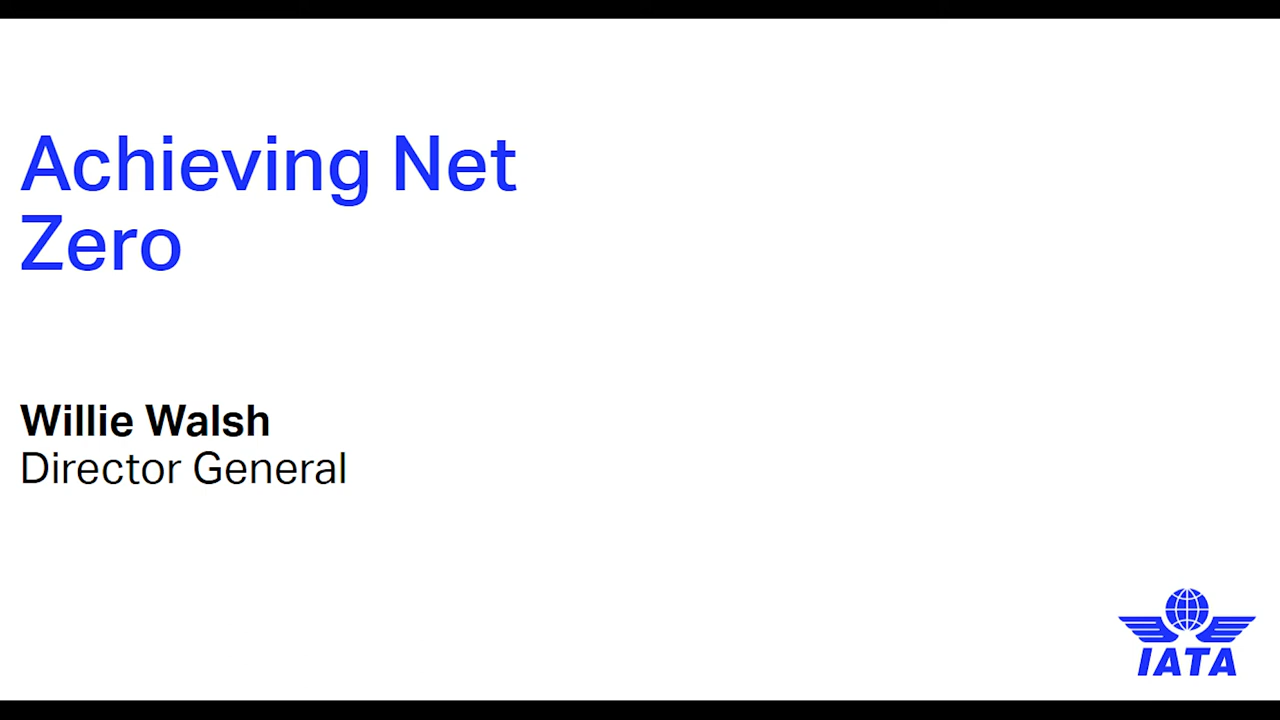 Achieving Net
Zero
Willie Walsh
Director General
IATA